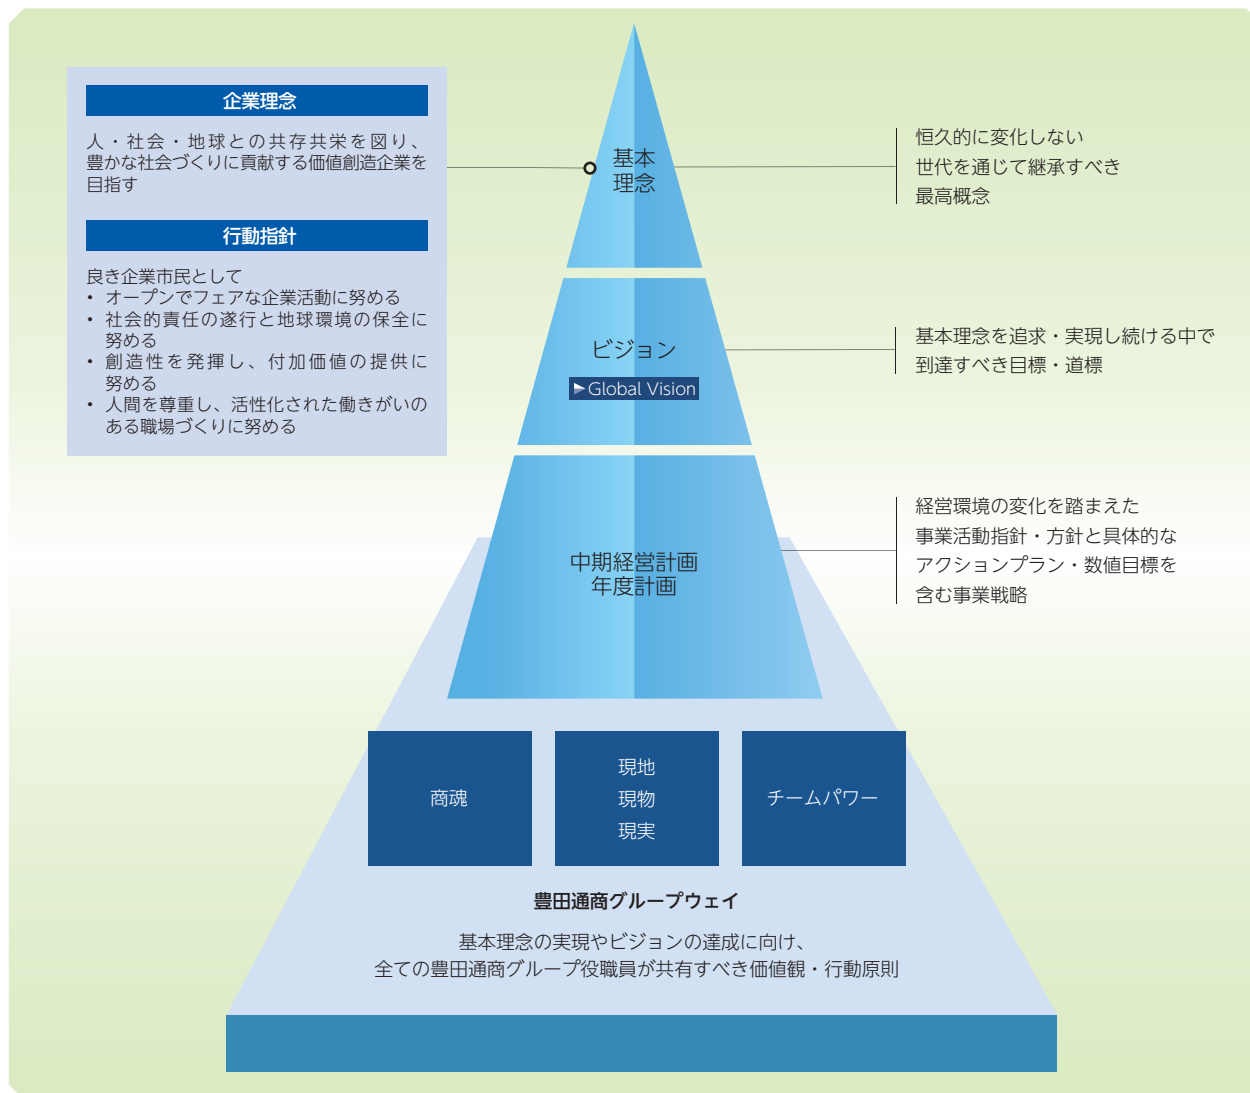 企業理念
人・社会・地球との共存共栄を図り、
豊かな社会づくりに貢献する価値創造企業を
目指す
行動指針
良き企業市民として
• オープンでフェアな企業活動に努める
• 社会的責任の遂行と地球環境の保全に
努める
• 創造性を発揮し、付加価値の提供に
努める
• 人間を尊重し、活性化された働きがいの
ある職場づくりに努める
基本
理念
恒久的に変化しない
世代を通じて継承すべき
最高概念
ビジョン
Global Vision
基本理念を追求・実現し続ける中で
到達すべき目標・道標
中期経営計画
年度計画
経営環境の変化を踏まえた
事業活動指針・方針と具体的な
アクションプラン・数値目標を
含む事業戦略
商魂
現地
現物
現実
チームパワー
豊田通商グループウェイ
基本理念の実現やビジョンの達成に向け、
全ての豊田通商グループ役職員が共有すべき価値観・行動原則